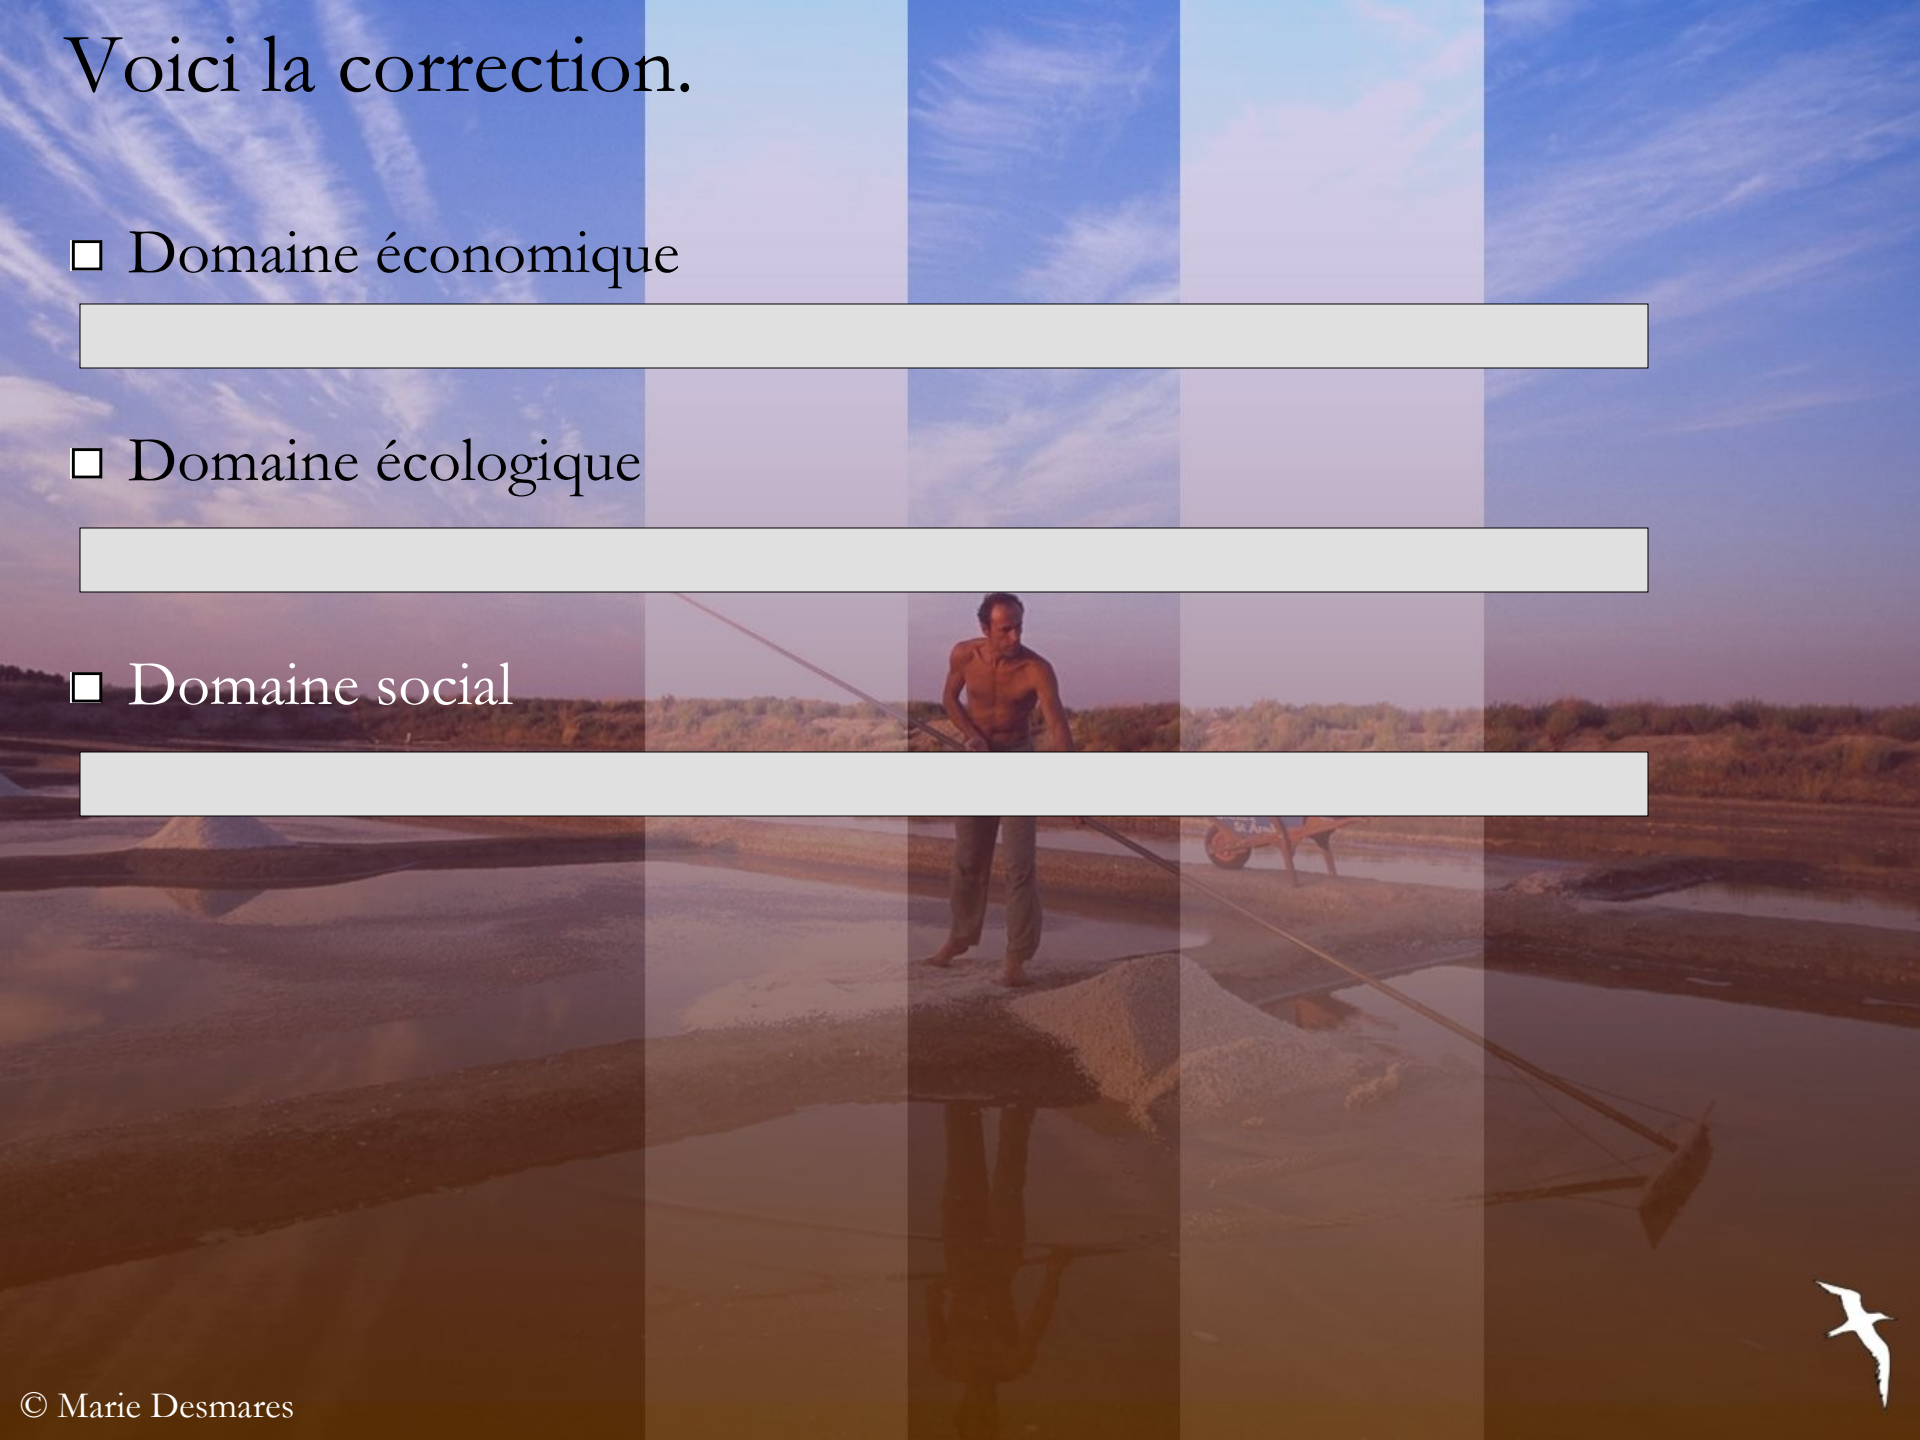 Voici la correction.
Domaine économique
Domaine écologique
Domaine social
© Marie Desmares